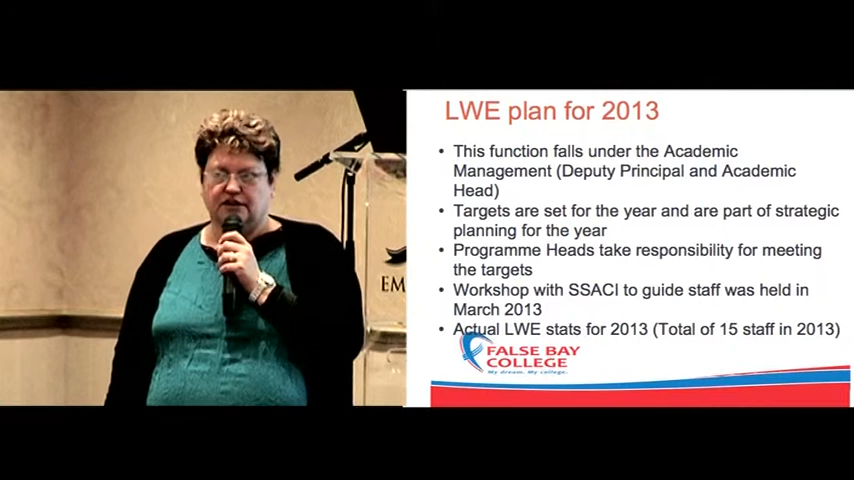 LWE plan for 2013
• This function falls under the Academic
Management (Deputy Principal and Academic
Head)
• Targets are set for the year and are part of strategic
planning for the year
• Programme Heads take responsibility for meeting
the targets
• Workshop with SSACI to guide staff was held in
March 2013
• Actual LWE stats for 2013 (Total of 15 staff in 2013)
FALSE BAY
COLLEGE
My dream. My college.
EM